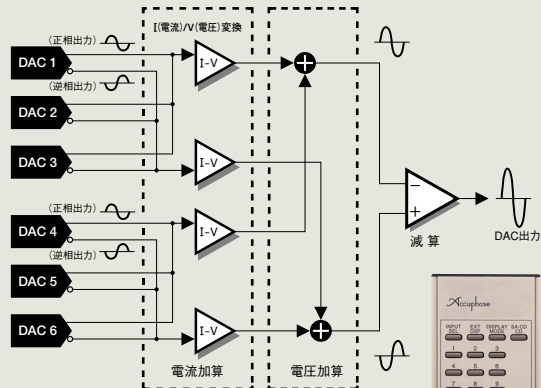 I(電流)/V(電圧)変換
(正相出力)
DAC 1
I-V
(逆相出力)
DAC 2
DAC 3
I-V
(正相出力)
DAC 4
I-V
(逆相出力)
DAC 5
DAC 6
I-V
電流加算
電圧加算
減 算
DAC出力
Accuphase
INPUT SEL
EXT DSP
DISPLAY MODE
SA-CD CD
1 2 3
4 5 6
7 8 9